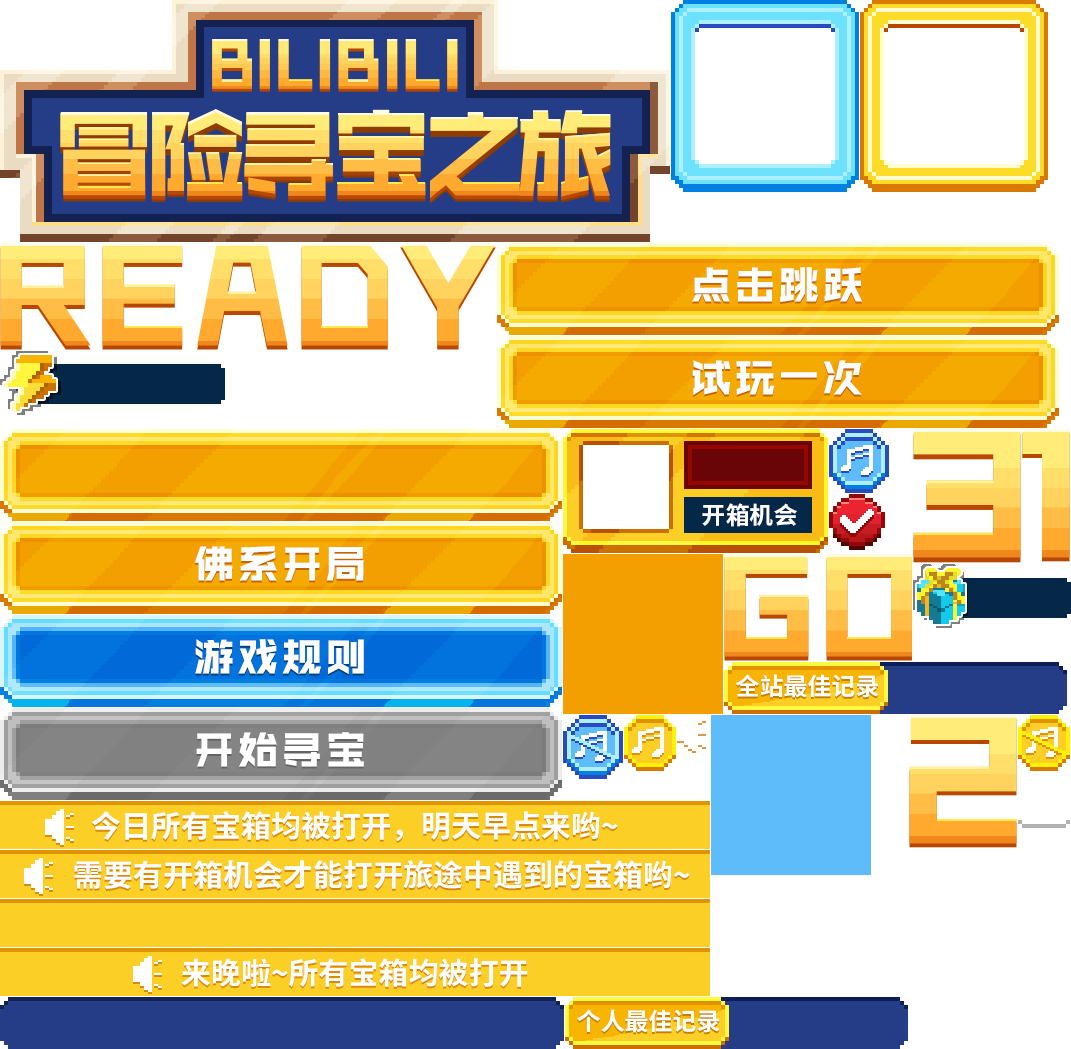 BILIBILI
冒险寻宝之旅
READY
点击跳跃
试玩一次
开箱机会
31
佛系开局
GO
游戏规则
全站最佳记录
开始寻宝
2
今日所有宝箱均被打开，明天早点来哟~
需要有开箱机会才能打开旅途中遇到的宝箱哟~
来晚啦~所有宝箱均被打开
个人最佳记录